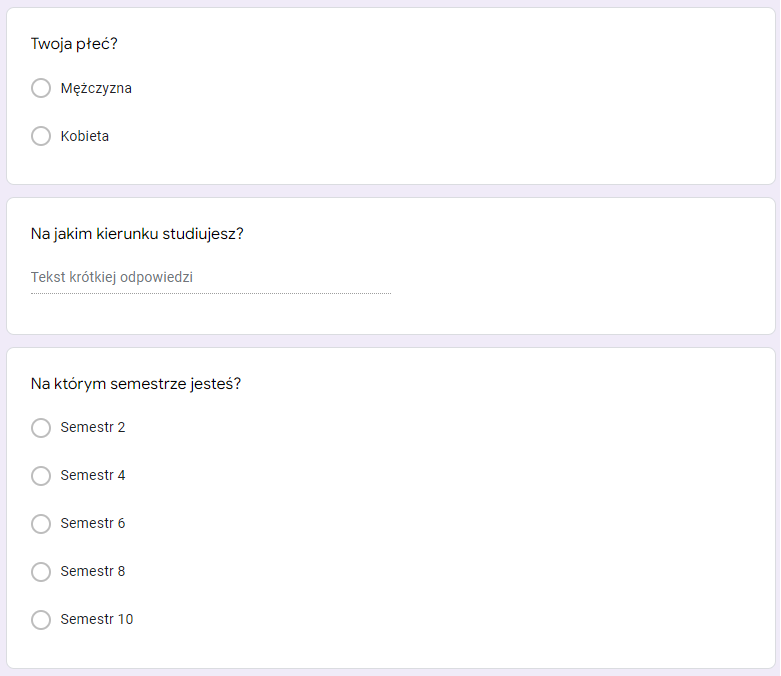 Twoja płeć?
Mężczyzna
Kobieta
Na jakim kierunku studiujesz?
Tekst krótkiej odpowiedzi
Na którym semestrze jesteś?
Semestr 2
Semestr 4
Semestr 6
Semestr 8
Semestr 10